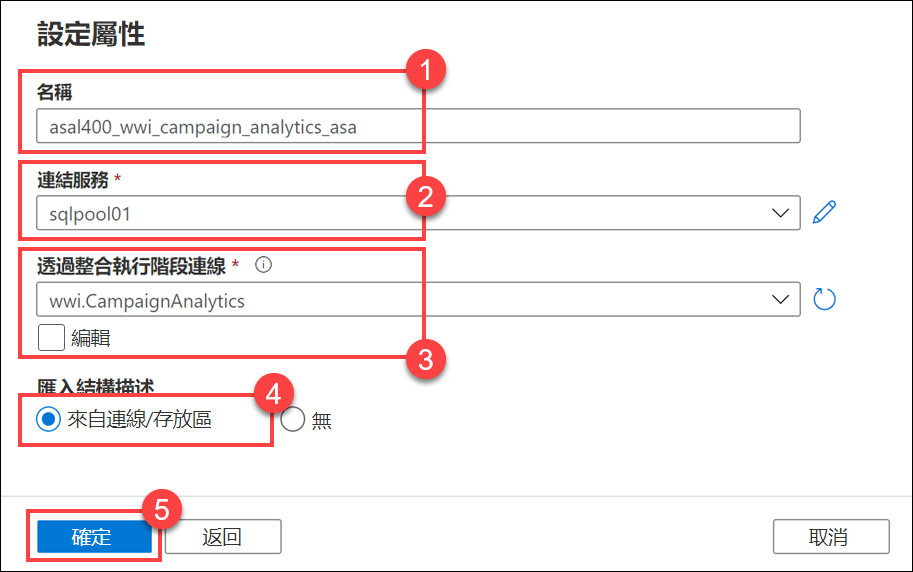 設定屬性
1
名稱
asal400_wwi_campaign_analytics_asa
連結服務 *
2
sqlpool01
透過整合執行階段連線 *
wwi.CampaignAnalytics
編輯
3
匯入結構描述
4
來自連線/存放區 無
5
確定 返回 取消